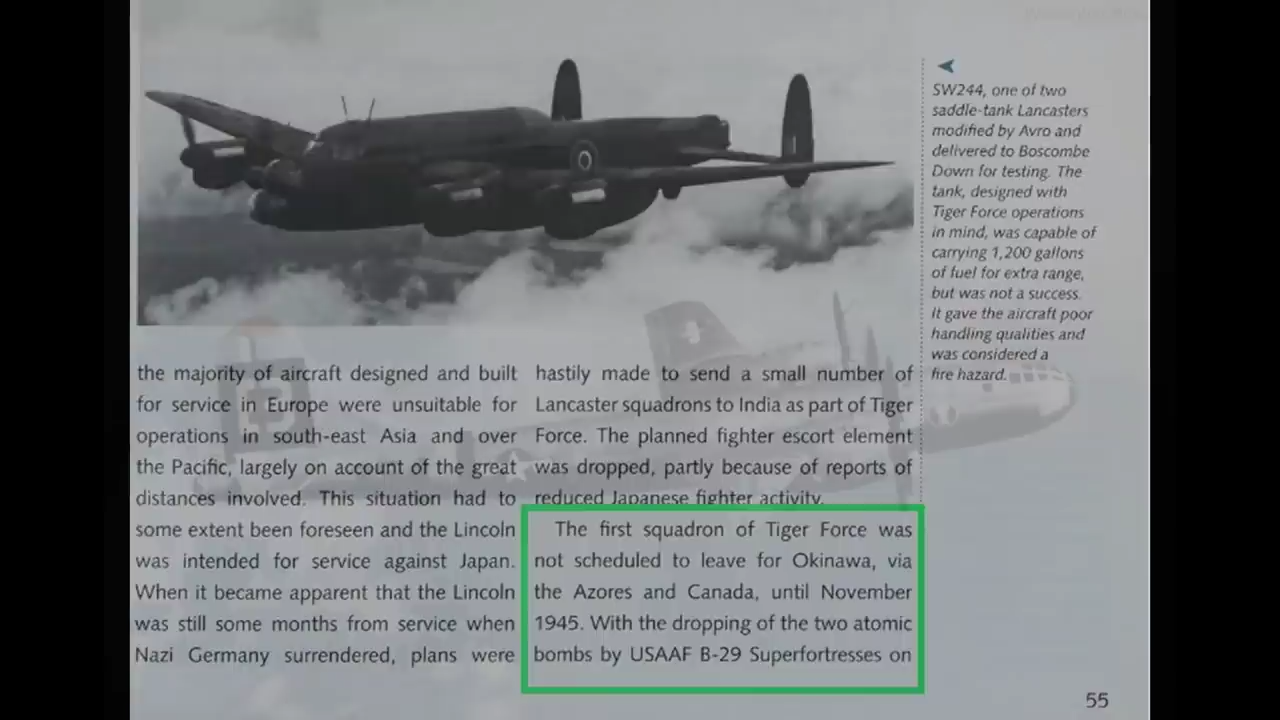 SW244, one of two
saddle-tank Lancasters
modified by Avro and
delivered to Boscombe
Down for testing. The
tank, designed with
Tiger Force operations
in mind, was capable of
carrying 1,200 gallons
of fuel for extra range,
but was not a success.
It gave the aircraft poor
handling qualities and
was considered a
fire hazard.
the majority of aircraft designed and built
for service in Europe were unsuitable for
operations in south-east Asia and over
the Pacific, largely on account of the great
distances involved. This situation had to
some extent been foreseen and the Lincoln
was intended for service against Japan.
When it became apparent that the Lincoln
was still some months from service when
Nazi Germany surrendered, plans were
hastily made to send a small number of
Lancaster squadrons to India as part of Tiger
Force. The planned fighter escort element
was dropped, partly because of reports of
reduced Japanese fighter activity.
The first squadron of Tiger Force was
not scheduled to leave for Okinawa, via
the Azores and Canada, until November
1945. With the dropping of the two atomic
bombs by USAAF B-29 Superfortresses on
55